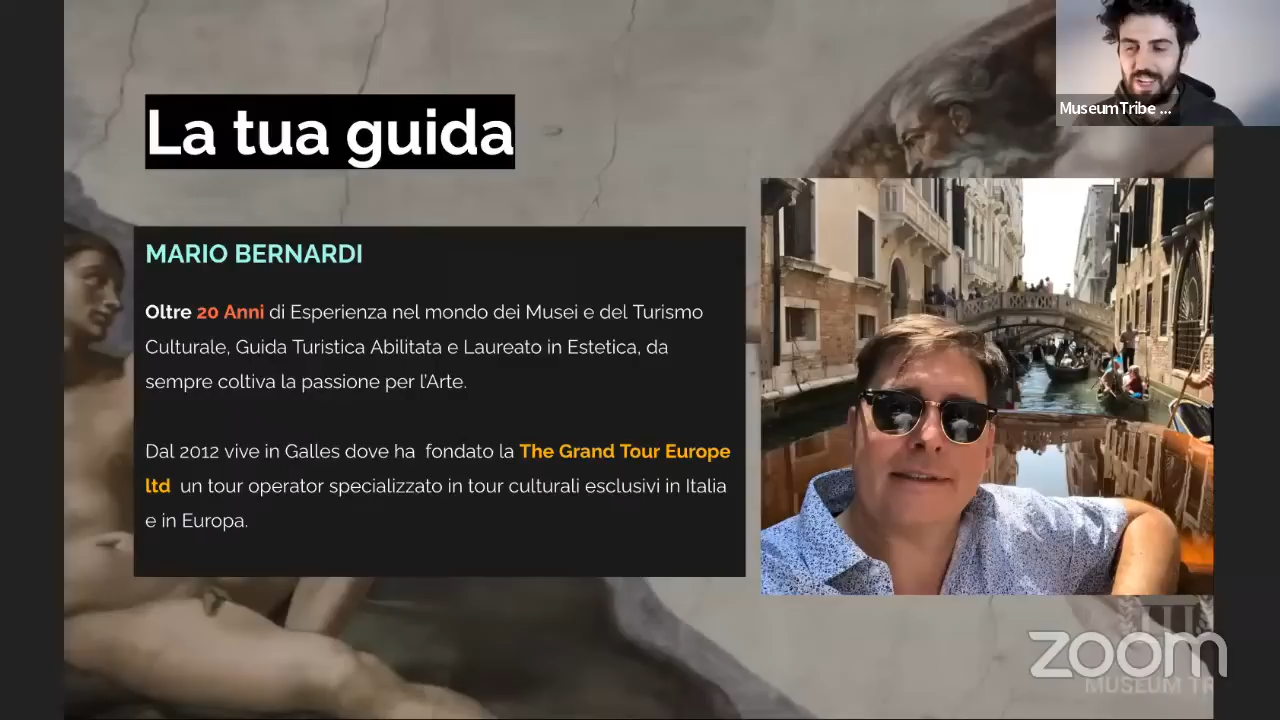 MuseumTribe ...
La tua guida
MARIO BERNARDI
Oltre 20 Anni di Esperienza nel mondo dei Musei e del Turismo
Culturale, Guida Turistica Abilitata e Laureato in Estetica, da
sempre coltiva la passione per l'Arte.
Dal 2012 vive in Galles dove ha fondato la The Grand Tour Europe
ltd un tour operator specializzato in tour culturali esclusivi in Italia
e in Europa.
zoom
MUSEUM TR